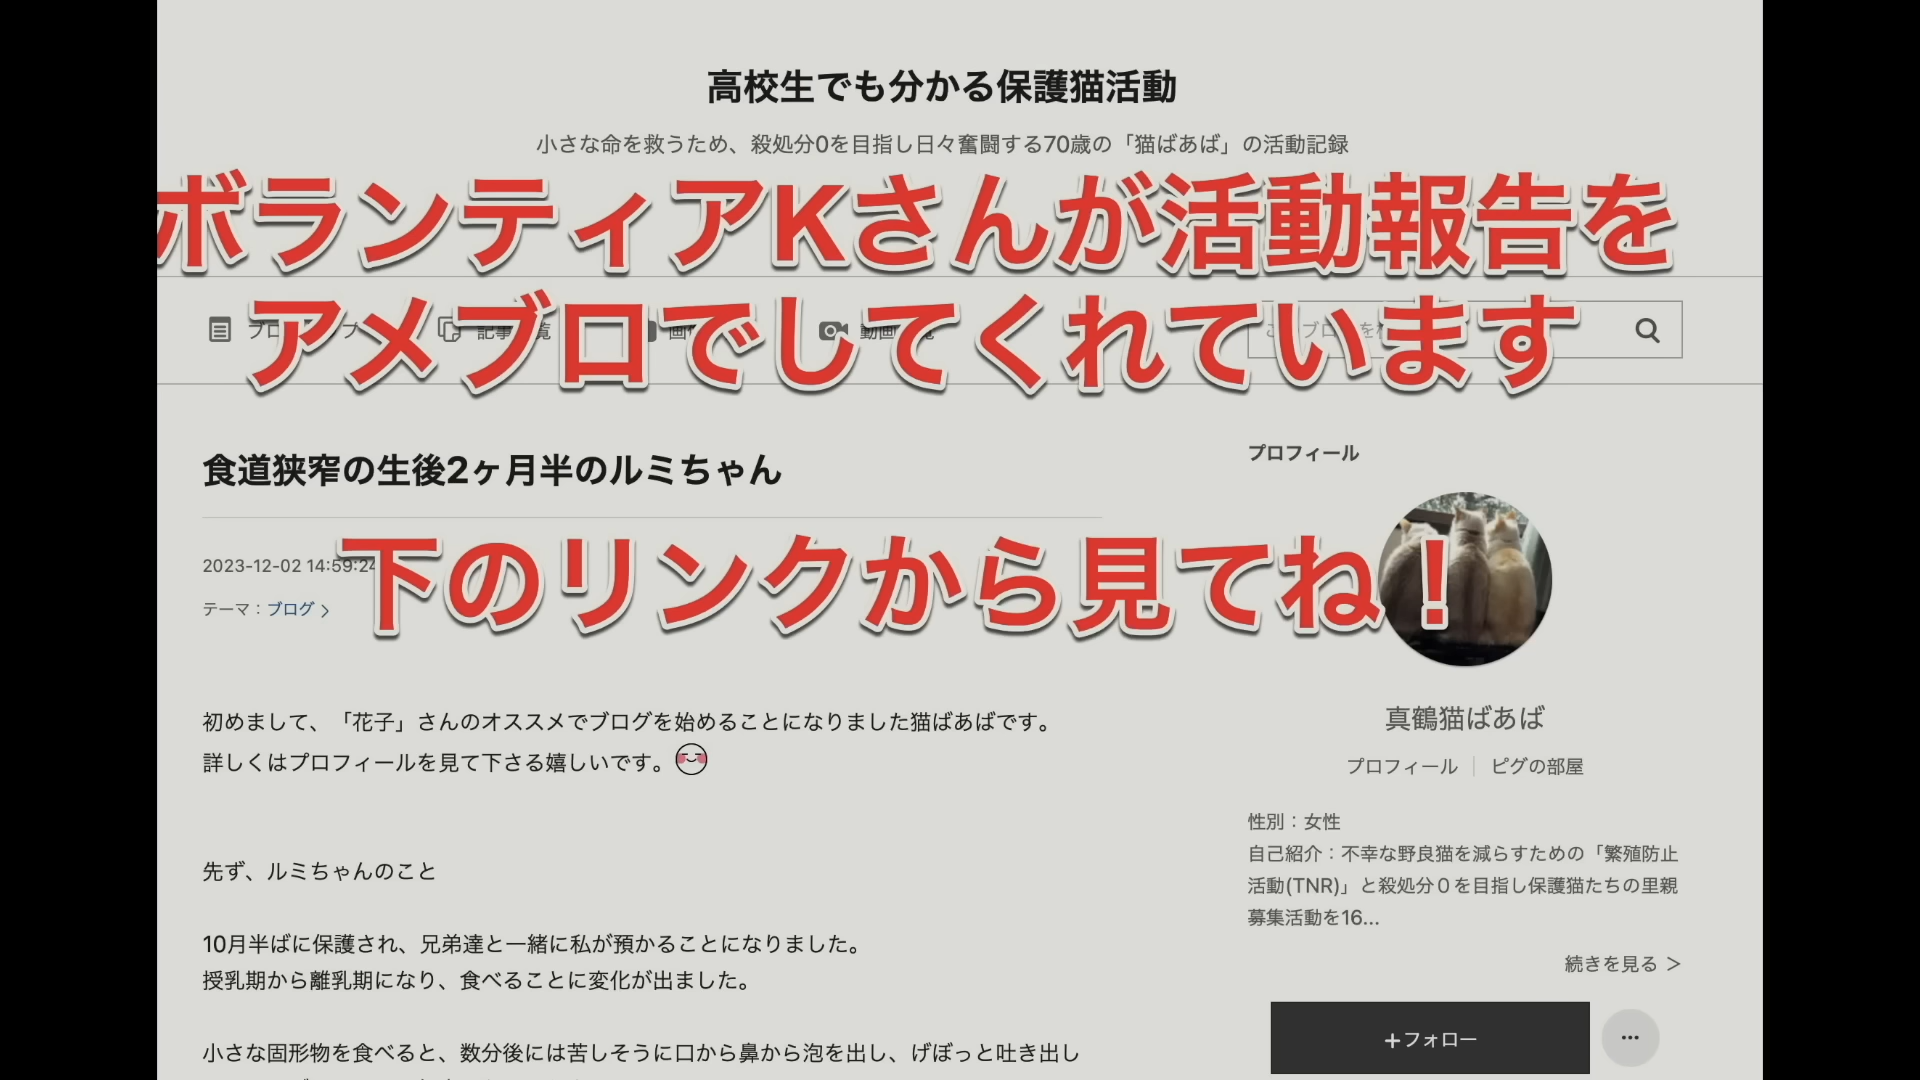 高校生でも分かる保護猫活動
小さな命を救うため、殺処分0を目指し日々奮闘する70歳の「猫ばあば」の活動記録
ボランティアKさんが活動報告を
アメブロでしてくれています
食道狭窄の生後2ヶ月半のルミちゃん
プロフィール
下のリンクから見てね！
2023-12-02 14:59:24
テーマ：ブログ >
初めまして、「花子」さんのオススメでブログを始めることになりました猫ばあばです。
詳しくはプロフィールを見て下さる嬉しいです。
先ず、ルミちゃんのこと
10月半ばに保護され、兄弟達と一緒に私が預かることになりました。
授乳期から離乳期になり、食べることに変化が出ました。
小さな固形物を食べると、数分後には苦しそうに口から鼻から泡を出し、げぼっと吐き出し
真鶴猫ばあば
プロフィール | ピグの部屋
性別：女性
自己紹介：不幸な野良猫を減らすための「繁殖防止
活動(TNR)」と殺処分０を目指し保護猫たちの里親
募集活動を16...
続きを見る >
+フォロー